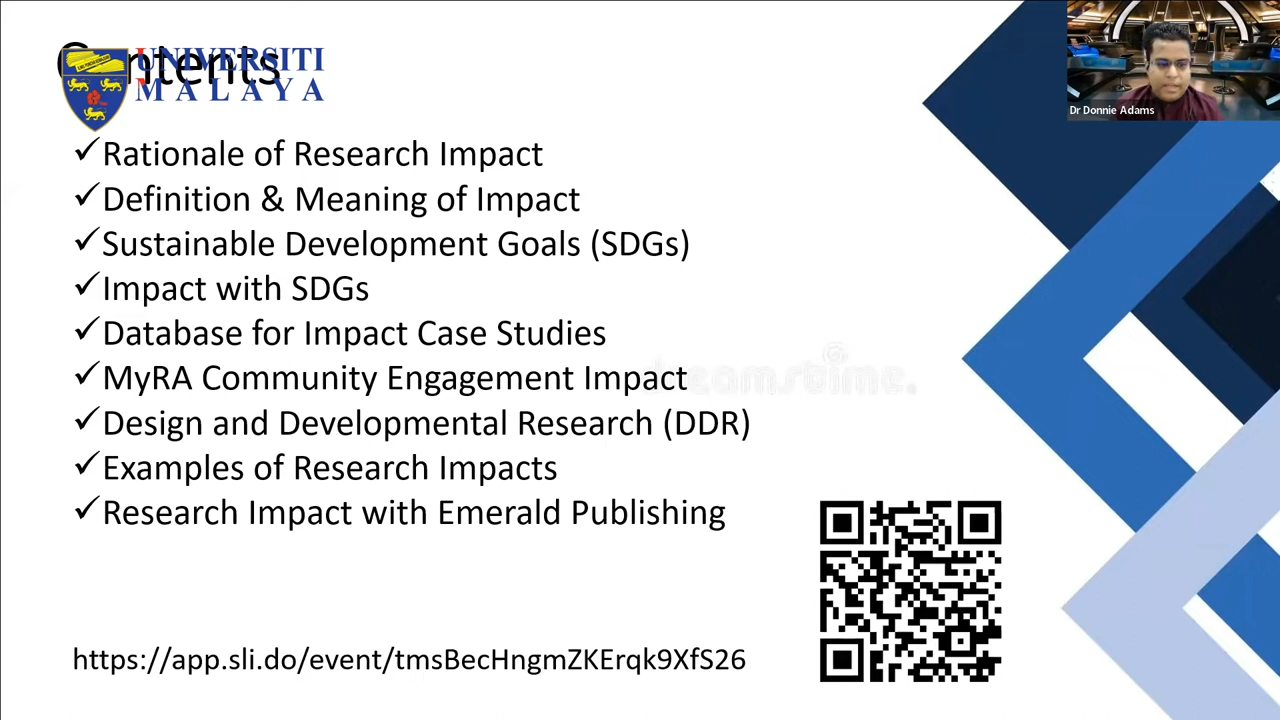 Contents
UNIVERSITI
MALAYA
Dr Donnie Adams
✓Rationale of Research Impact
✓Definition & Meaning of Impact
✓Sustainable Development Goals (SDGs)
✓Impact with SDGs
✓Database for Impact Case Studies
✓MyRA Community Engagement Impact
✓Design and Developmental Research (DDR)
✓Examples of Research Impacts
✓Research Impact with Emerald Publishing
dreamstime.
https://app.sli.do/event/tmsBecHngmZKErqk9XfS26